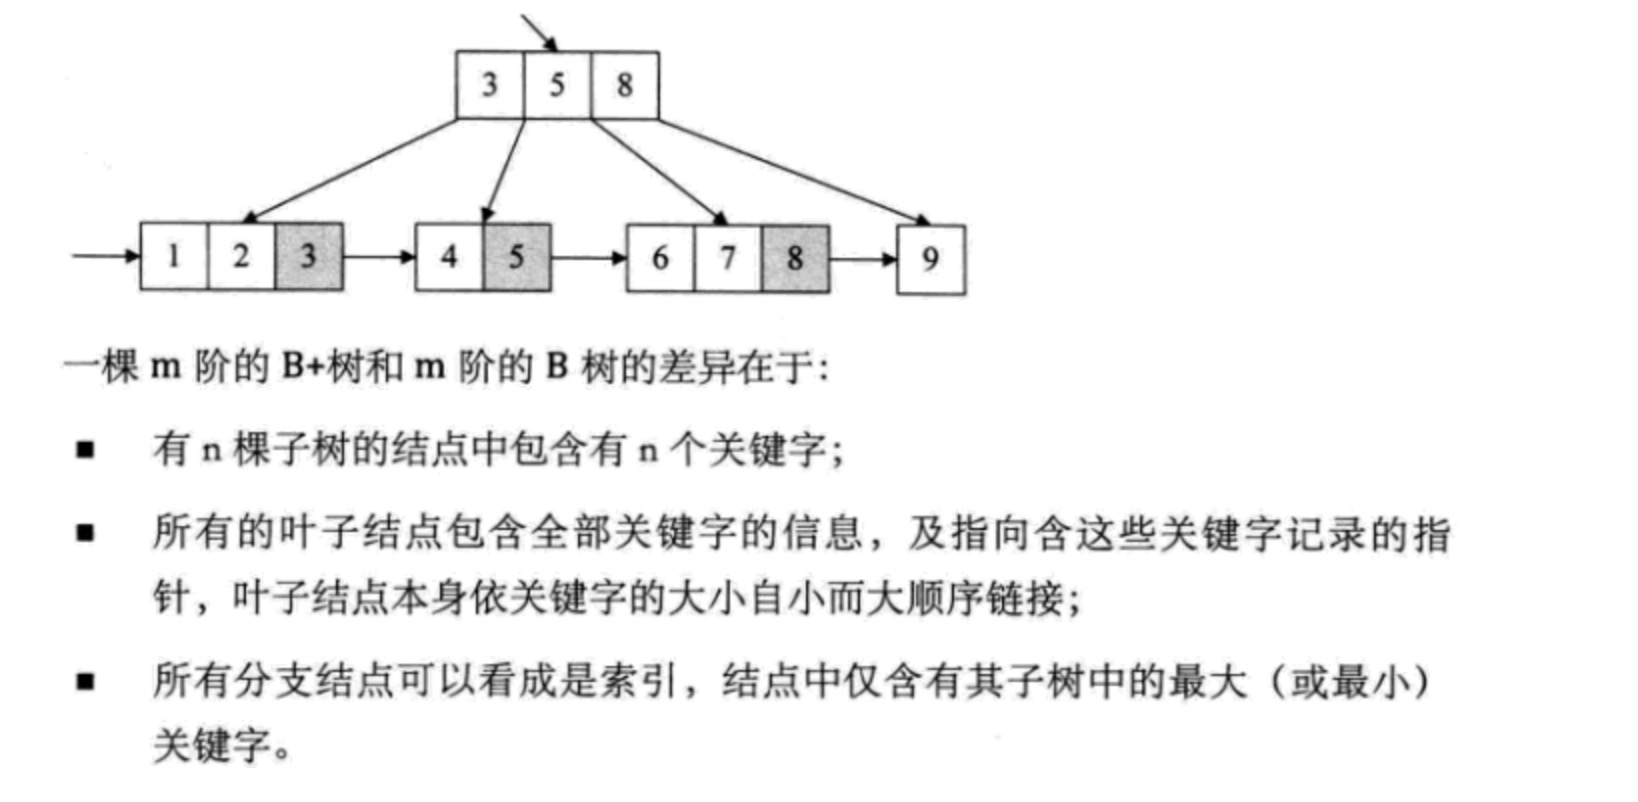 3 5 8
1 2 3 4 5 6 7 8 9
一棵 m 阶的 B+树和 m 阶的 B 树的差异在于：
■ 有 n 棵子树的结点中包含有 n 个关键字；
■ 所有的叶子结点包含全部关键字的信息，及指向含这些关键字记录的指
针，叶子结点本身依关键字的大小自小而大顺序链接；
■ 所有分支结点可以看成是索引，结点中仅含有其子树中的最大（或最小）
关键字。